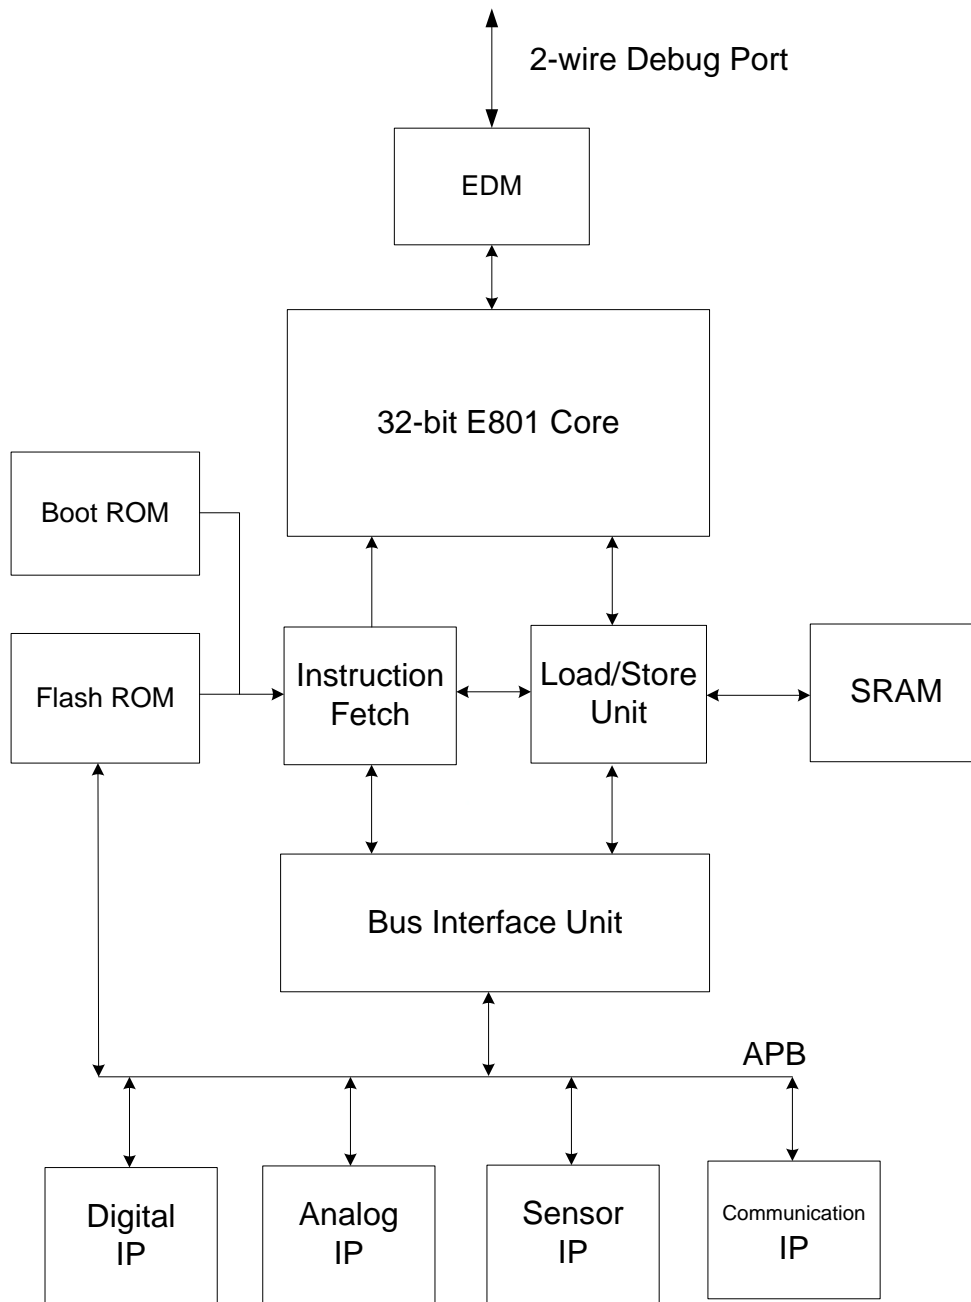 2-wire Debug Port
EDM
32-bit E801 Core
Boot ROM
Flash ROM
Instruction
Fetch
Load/Store
Unit
SRAM
Bus Interface Unit
APB
Digital
IP
Analog
IP
Sensor
IP
Communication
IP